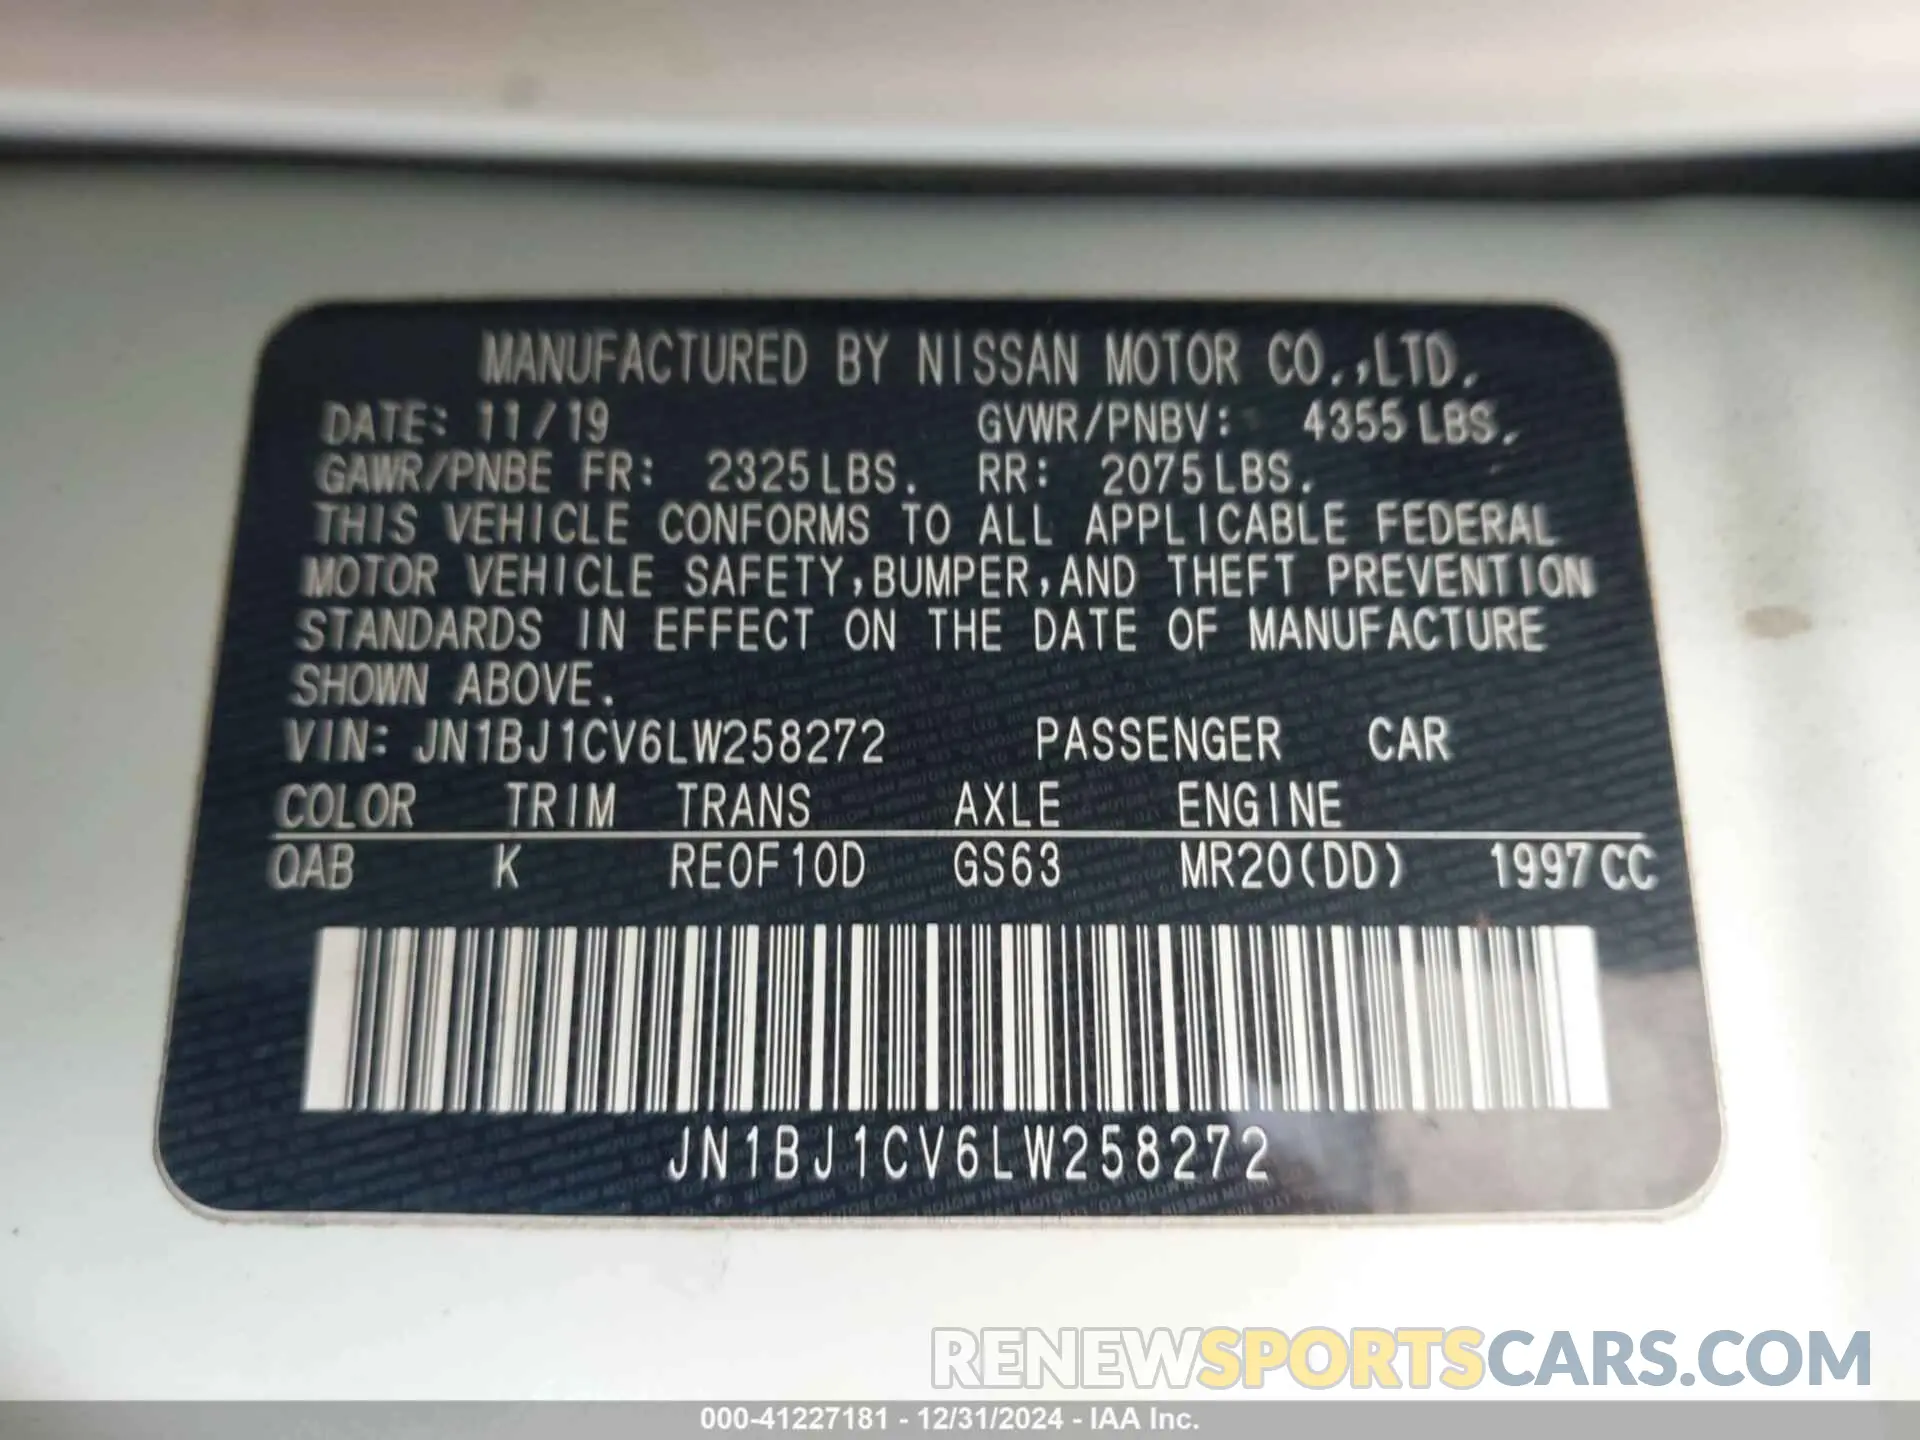 MANUFACTURED BY NISSAN MOTOR CO.,LTD.
DATE: 11/19 GVWR/PNBV: 4355 LBS.
GAWR/PNBE FR: 2325 LBS. RR: 2075 LBS.
THIS VEHICLE CONFORMS TO ALL APPLICABLE FEDERAL
MOTOR VEHICLE SAFETY,BUMPER,AND THEFT PREVENTION
STANDARDS IN EFFECT ON THE DATE OF MANUFACTURE
SHOWN ABOVE.
VIN: JN1BJ1CV6LW258272 PASSENGER CAR
COLOR TRIM TRANS AXLE ENGINE
QAB K RE0F10D GS63 MR20(DD) 1997 CC
JN1BJ1CV6LW258272
RENEWSPORTSCARS.COM
000-41227181 - 12/31/2024 - IAA Inc.